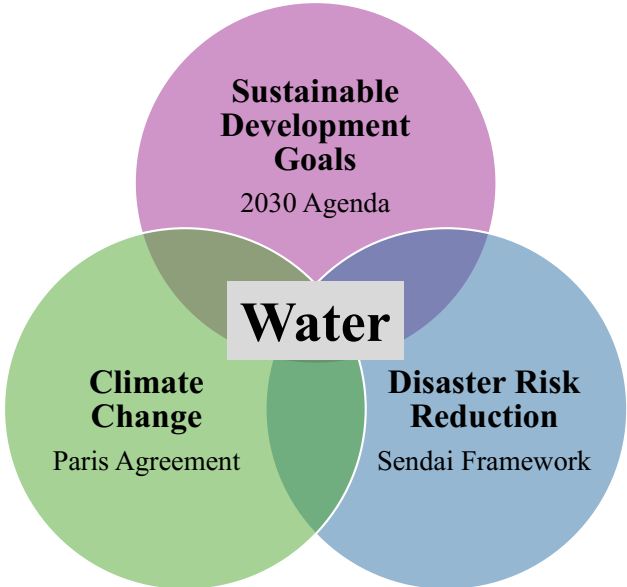 Sustainable
Development
Goals
2030 Agenda
Water
Climate
Change
Paris Agreement
Disaster Risk
Reduction
Sendai Framework